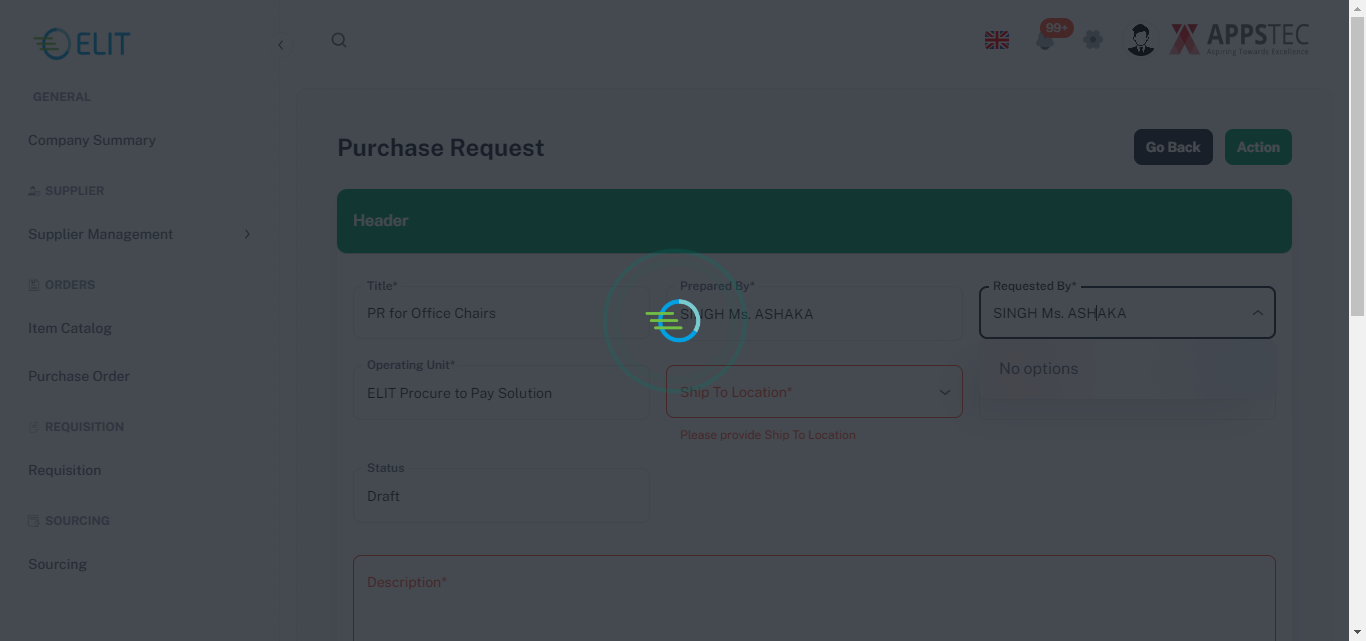 ELIT
99+
APPSTEC
Aspiring Towards Excellence
GENERAL
Company Summary
SUPPLIER
Supplier Management
ORDERS
Item Catalog
Purchase Order
REQUISITION
Requisition
SOURCING
Sourcing
Purchase Request
Go Back
Action
Header
Title*
PR for Office Chairs
Prepared By*
SINGH Ms. ASHAKA
Requested By*
SINGH Ms. ASHAKA
No options
Operating Unit*
ELIT Procure to Pay Solution
Ship To Location*
Please provide Ship To Location
Status
Draft
Description*